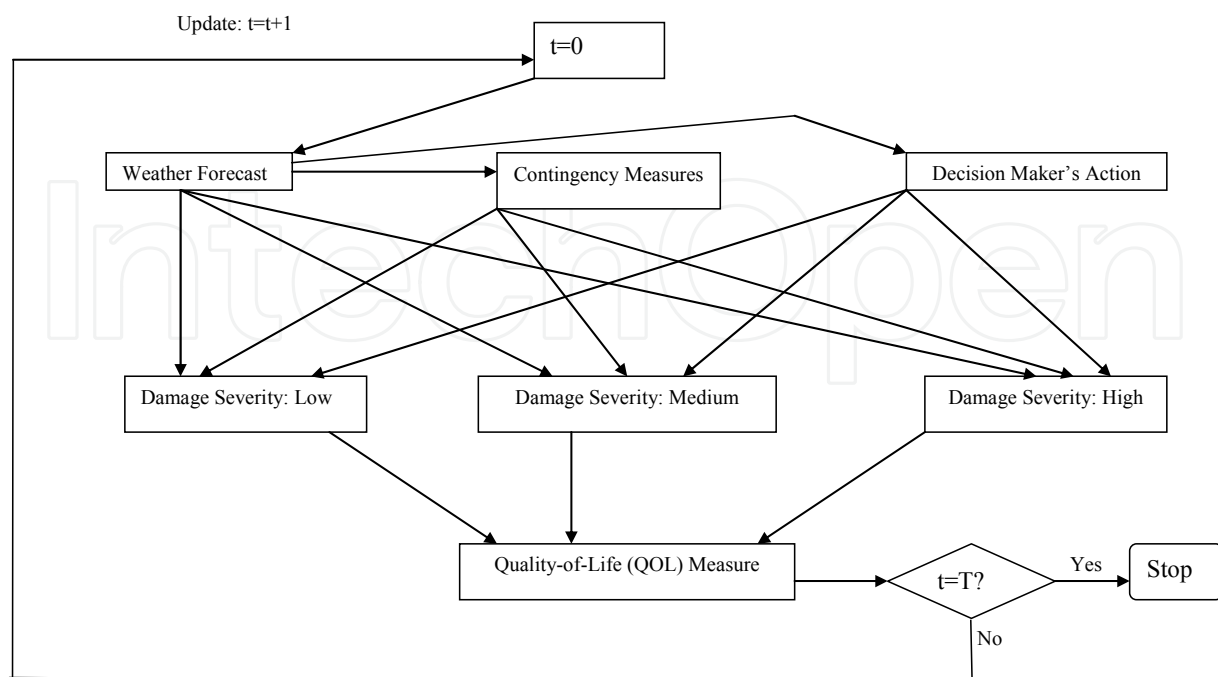 Update: t=t+1
t=0
Weather Forecast
Contingency Measures
Decision Maker’s Action
IntechOpen
Damage Severity: Low
Damage Severity: Medium
Damage Severity: High
Quality-of-Life (QOL) Measure
t=T?
Yes
Stop
No